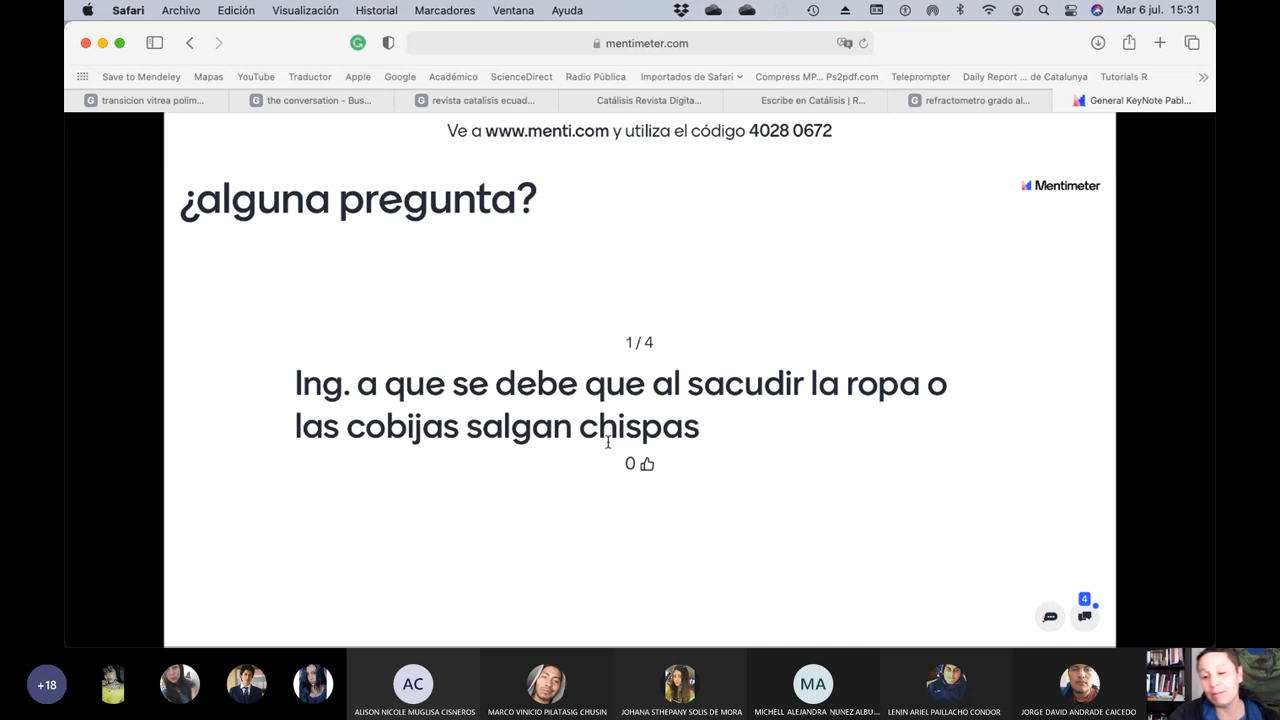 Safari Archivo Edición Visualización Historial Marcadores Ventana Ayuda Mar 6 jul. 15:31
mentimeter.com
Save to Mendeley Mapas YouTube Traductor Apple Google Académico ScienceDirect Radio Pública Importados de Safari Compress MP... Ps2pdf.com Teleprompter Daily Report ... de Catalunya Tutorials R
transicion vitrea polim... the conversation - Bus... revista catalisis ecuad... Catálisis Revista Digita... Escribe en Catálisis | R... refractometro grado al... General KeyNote Pabl...
Ve a www.menti.com y utiliza el código 4028 0672
¿alguna pregunta?
Mentimeter
1 / 4
Ing. a que se debe que al sacudir la ropa o
las cobijas salgan chispas
0
4
+18 AC MA
ALISON NICOLE MUGLISA CISNEROS MARCO VINICIO PILATASIG CHUSIN JOHANA STHEPANY SOLIS DE MORA MICHELL ALEJANDRA NUNEZ ALBU... LENIN ARIEL PAILLACHO CONDOR JORGE DAVID ANDRADE CAICEDO